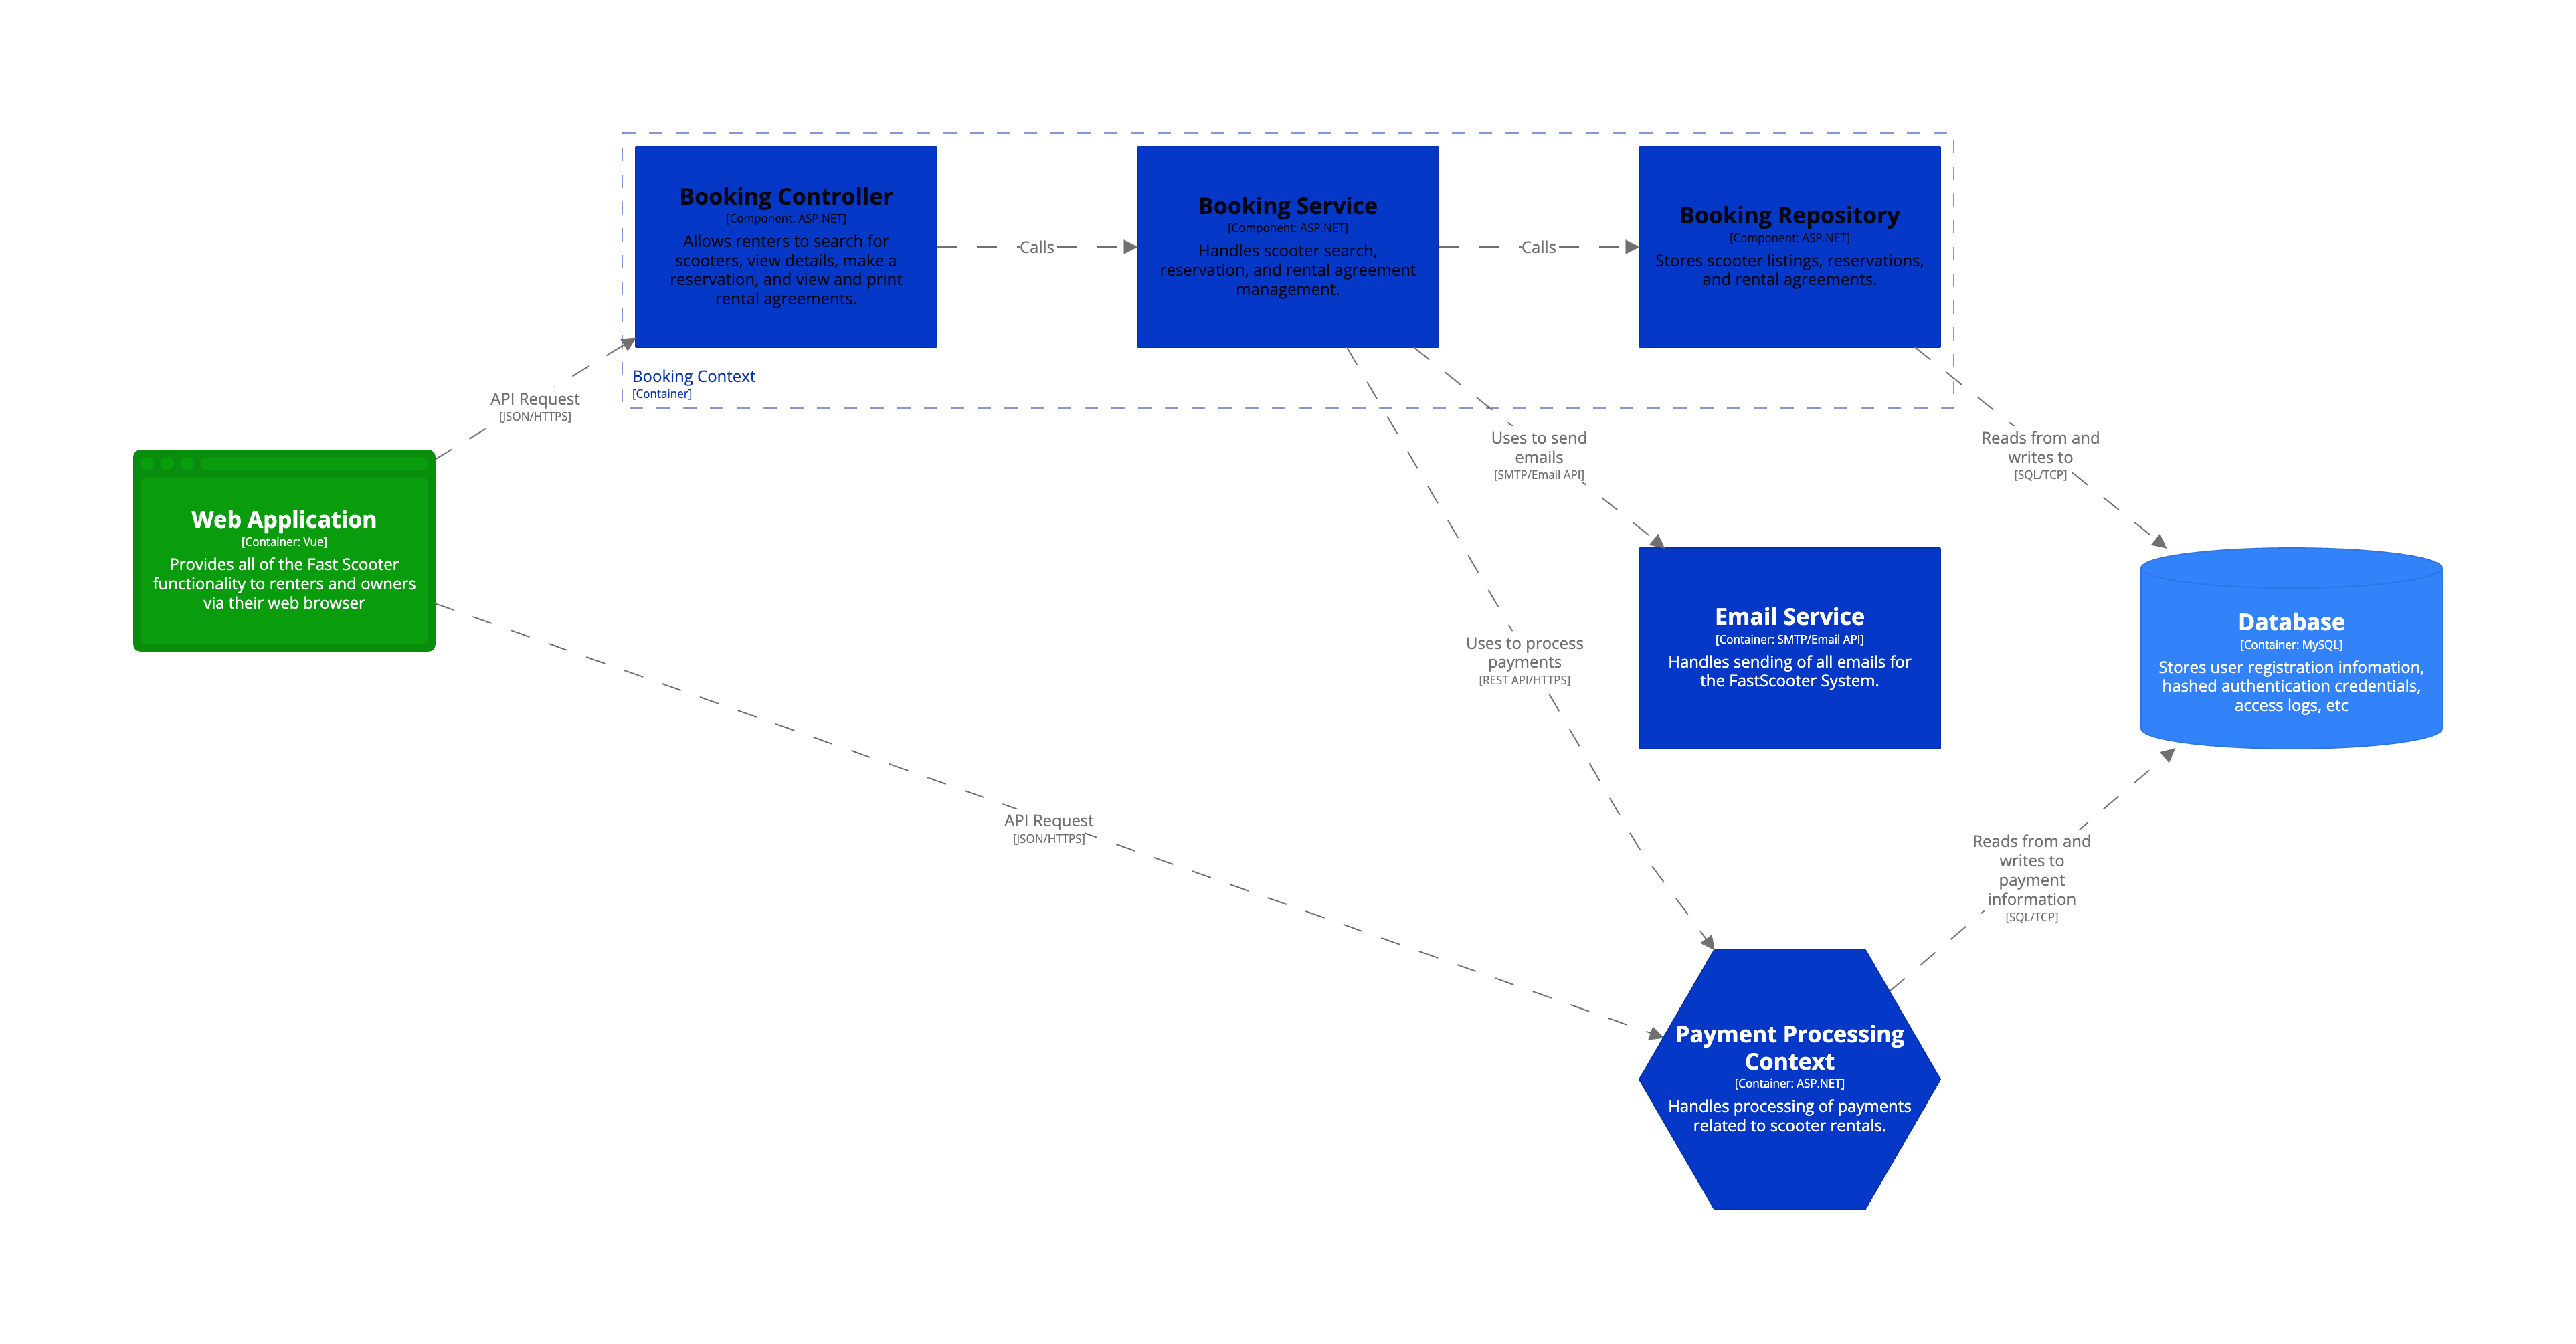 Booking Controller
[Component: ASP.NET]
Allows renters to search for
scooters, view details, make a
reservation, and view and print
rental agreements.
Calls
Booking Service
[Component: ASP.NET]
Handles scooter search,
reservation, and rental agreement
management.
Calls
Booking Repository
[Component: ASP.NET]
Stores scooter listings, reservations,
and rental agreements.
Booking Context
[Container]
API Request
[JSON/HTTPS]
Uses to send
emails
[SMTP/Email API]
Reads from and
writes to
[SQL/TCP]
Web Application
[Container: Vue]
Provides all of the Fast Scooter
functionality to renters and owners
via their web browser
Uses to process
payments
[REST API/HTTPS]
Email Service
[Container: SMTP/Email API]
Handles sending of all emails for
the FastScooter System.
Database
[Container: MySQL]
Stores user registration infomation,
hashed authentication credentials,
access logs, etc
API Request
[JSON/HTTPS]
Reads from and
writes to
payment
information
[SQL/TCP]
Payment Processing
Context
[Container: ASP.NET]
Handles processing of payments
related to scooter rentals.